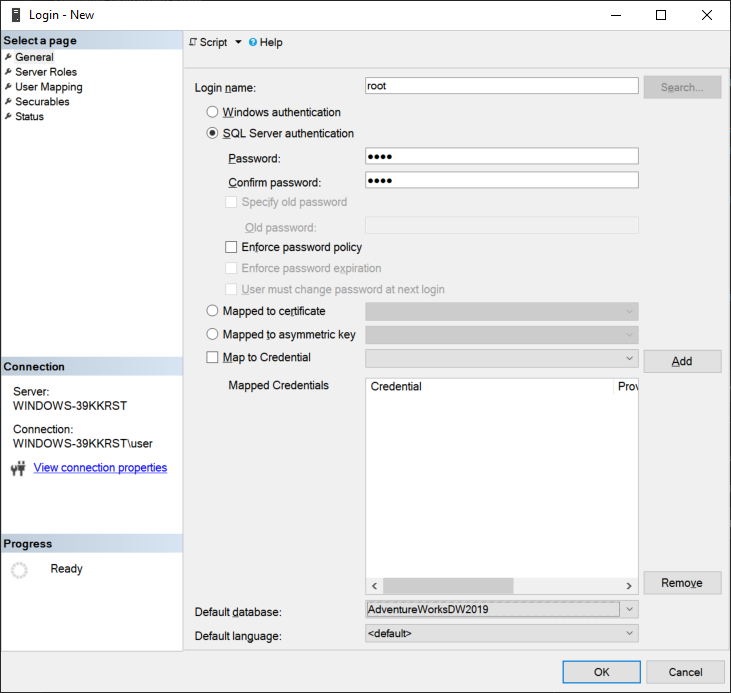 Login - New
Select a page
General
Server Roles
User Mapping
Securables
Status
Script
Help
Login name:
root
Search...
Windows authentication
SQL Server authentication
Password:
●●●●
Confirm password:
●●●●
Specify old password
Old password:
Enforce password policy
Enforce password expiration
User must change password at next login
Mapped to certificate
Mapped to asymmetric key
Map to Credential
Add
Mapped Credentials
Credential
Prov
Remove
Default database:
AdventureWorksDW2019
Default language:
<default>
Connection
Server:
WINDOWS-39KKRST
Connection:
WINDOWS-39KKRST\user
View connection properties
Progress
Ready
OK
Cancel